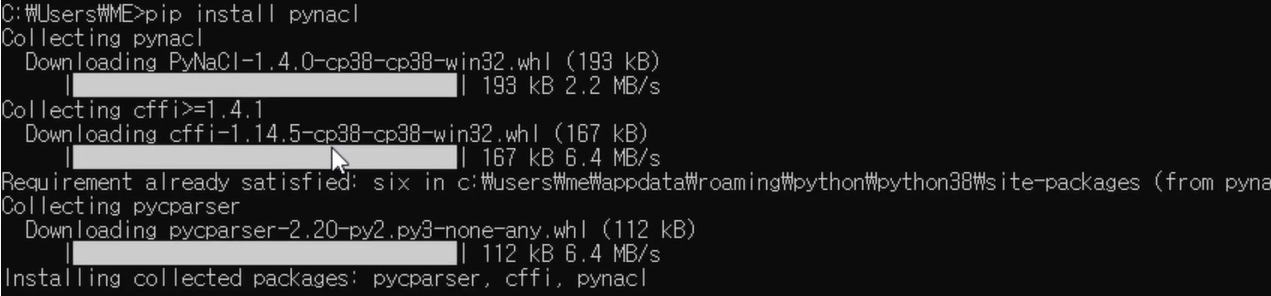 C:₩Users₩ME>pip install pynacl
Collecting pynacl
Downloading PyNaCl-1.4.0-cp38-cp38-win32.whl (193 kB)
| | 193 kB 2.2 MB/s
Collecting cffi>=1.4.1
Downloading cffi-1.14.5-cp38-cp38-win32.whl (167 kB)
| | 167 kB 6.4 MB/s
Requirement already satisfied: six in c:₩users₩me₩appdata₩roaming₩python₩python38₩site-packages (from pyna
Collecting pycparser
Downloading pycparser-2.20-py2.py3-none-any.whl (112 kB)
| | 112 kB 6.4 MB/s
Installing collected packages: pycparser, cffi, pynacl